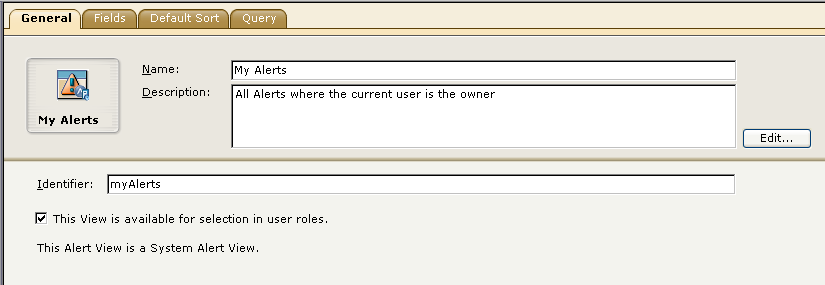 General Fields Default Sort Query
Name: My Alerts
Description: All Alerts where the current user is the owner
My Alerts
Edit...
Identifier: myAlerts
This View is available for selection in user roles.
This Alert View is a System Alert View.